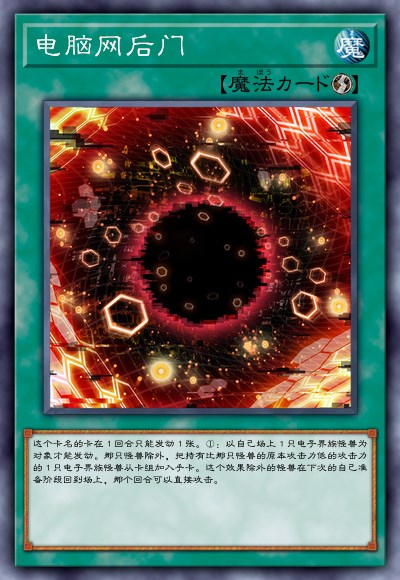 电脑网后门
魔
【魔法カード】
まほう
这个卡名的卡在1回合只能发动1张。①：以自己场上1只电子界族怪兽为
对象才能发动。那只怪兽除外，把持有比那只怪兽的原本攻击力低的攻击力
的1只电子界族怪兽从卡组加入手卡。这个效果除外的怪兽在下次的自己准
备阶段回到场上，那个回合可以直接攻击。